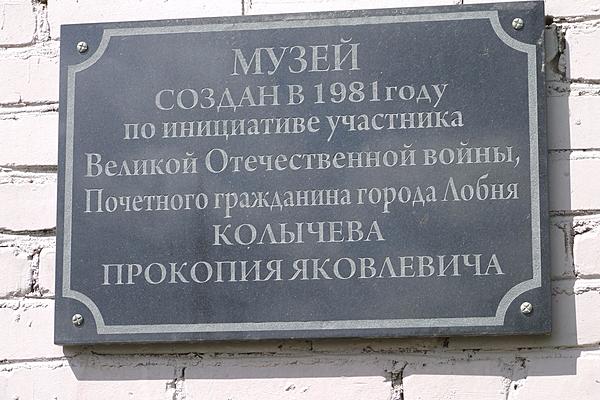 МУЗЕЙ
СОЗДАН В 1981 году
по инициативе участника
Великой Отечественной войны,
Почетного гражданина города Лобня
КОЛЫЧЕВА
ПРОКОПИЯ ЯКОВЛЕВИЧА